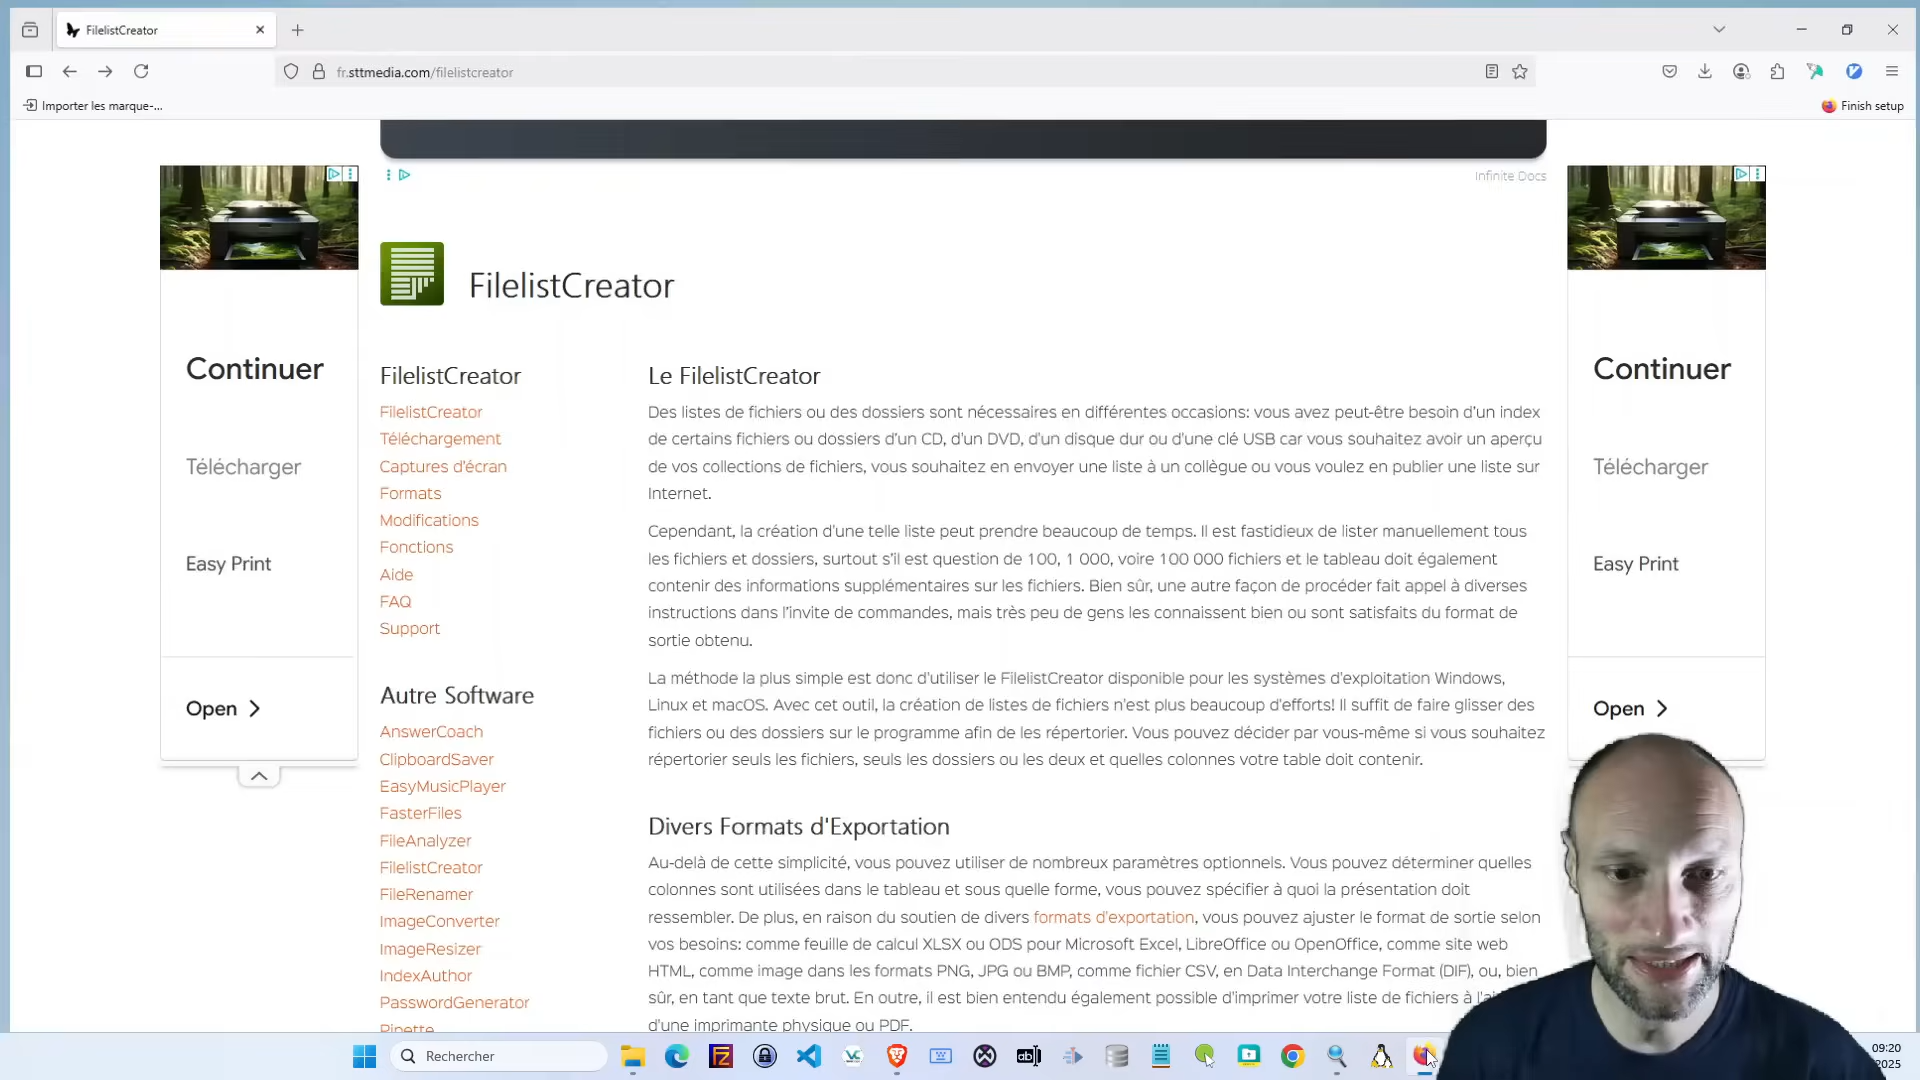 FilelistCreator
fr.sttmedia.com/filelistcreator
Importer les marque-...
Finish setup
Infinite Docs
FilelistCreator
Continuer
Télécharger
Easy Print
Open
FilelistCreator
FilelistCreator
Téléchargement
Captures d'écran
Formats
Modifications
Fonctions
Aide
FAQ
Support
Autre Software
AnswerCoach
ClipboardSaver
EasyMusicPlayer
FasterFiles
FileAnalyzer
FilelistCreator
FileRenamer
ImageConverter
ImageResizer
IndexAuthor
PasswordGenerator
Pipette
Le FilelistCreator
Des listes de fichiers ou des dossiers sont nécessaires en différentes occasions: vous avez peut-être besoin d'un index
de certains fichiers ou dossiers d'un CD, d'un DVD, d'un disque dur ou d'une clé USB car vous souhaitez avoir un aperçu
de vos collections de fichiers, vous souhaitez en envoyer une liste à un collègue ou vous voulez en publier une liste sur
Internet.
Cependant, la création d'une telle liste peut prendre beaucoup de temps. Il est fastidieux de lister manuellement tous
les fichiers et dossiers, surtout s'il est question de 100, 1 000, voire 100 000 fichiers et le tableau doit également
contenir des informations supplémentaires sur les fichiers. Bien sûr, une autre façon de procéder fait appel à diverses
instructions dans l'invite de commandes, mais très peu de gens les connaissent bien ou sont satisfaits du format de
sortie obtenu.
La méthode la plus simple est donc d'utiliser le FilelistCreator disponible pour les systèmes d'exploitation Windows,
Linux et macOS. Avec cet outil, la création de listes de fichiers n'est plus beaucoup d'efforts! Il suffit de faire glisser des
fichiers ou des dossiers sur le programme afin de les répertorier. Vous pouvez décider par vous-même si vous souhaitez
répertorier seuls les fichiers, seuls les dossiers ou les deux et quelles colonnes votre table doit contenir.
Divers Formats d'Exportation
Au-delà de cette simplicité, vous pouvez utiliser de nombreux paramètres optionnels. Vous pouvez déterminer quelles
colonnes sont utilisées dans le tableau et sous quelle forme, vous pouvez spécifier à quoi la présentation doit
ressembler. De plus, en raison du soutien de divers formats d'exportation, vous pouvez ajuster le format de sortie selon
vos besoins: comme feuille de calcul XLSX ou ODS pour Microsoft Excel, LibreOffice ou OpenOffice, comme site web
HTML, comme image dans les formats PNG, JPG ou BMP, comme fichier CSV, en Data Interchange Format (DIF), ou, bien
sûr, en tant que texte brut. En outre, il est bien entendu également possible d'imprimer votre liste de fichiers à
d'une imprimante physique ou PDF.
Continuer
Télécharger
Easy Print
Open
Rechercher
09:20
2025